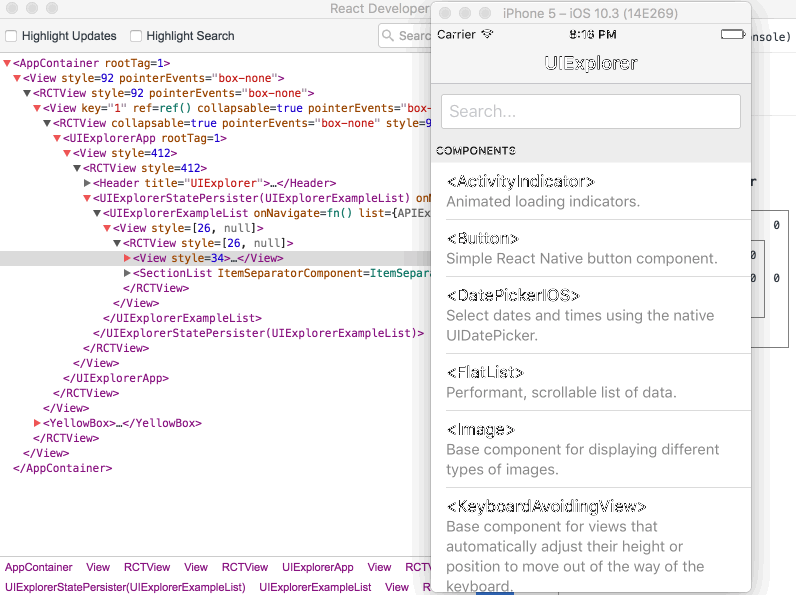 React Developer
Highlight Updates
Highlight Search
Searc
<AppContainer rootTag=1>
<View style=92 pointerEvents="box-none">
<RCTView style=92 pointerEvents="box-none">
<View key="1" ref=ref() collapsable=true pointerEvents="box-
<RCTView collapsable=true pointerEvents="box-none" style=9
<UIExplorerApp rootTag=1>
<View style=412>
<RCTView style=412>
<Header title="UIExplorer">…</Header>
<UIExplorerStatePersister(UIExplorerExampleList) onN
<UIExplorerExampleList onNavigate=fn() list={APIEx
<View style=[26, null]>
<RCTView style=[26, null]>
<View style=34>…</View>
<SectionList ItemSeparatorComponent=ItemSepara
</RCTView>
</View>
</UIExplorerExampleList>
</UIExplorerStatePersister(UIExplorerExampleList)>
</RCTView>
</View>
</UIExplorerApp>
</RCTView>
</View>
<YellowBox>…</YellowBox>
</RCTView>
</View>
</AppContainer>
AppContainer View RCTView View RCTView UIExplorerApp View RCTV
UIExplorerStatePersister(UIExplorerExampleList) UIExplorerExampleList View R
iPhone 5 – iOS 10.3 (14E269)
Carrier 8:16 PM
UIExplorer
Search...
COMPONENTS
<ActivityIndicator>
Animated loading indicators.
<Button>
Simple React Native button component.
<DatePickerIOS>
Select dates and times using the native
UIDatePicker.
<FlatList>
Performant, scrollable list of data.
<Image>
Base component for displaying different
types of images.
<KeyboardAvoidingView>
Base component for views that
automatically adjust their height or
position to move out of the way of the
keyboard.
nsole)
r
0
0
0 0